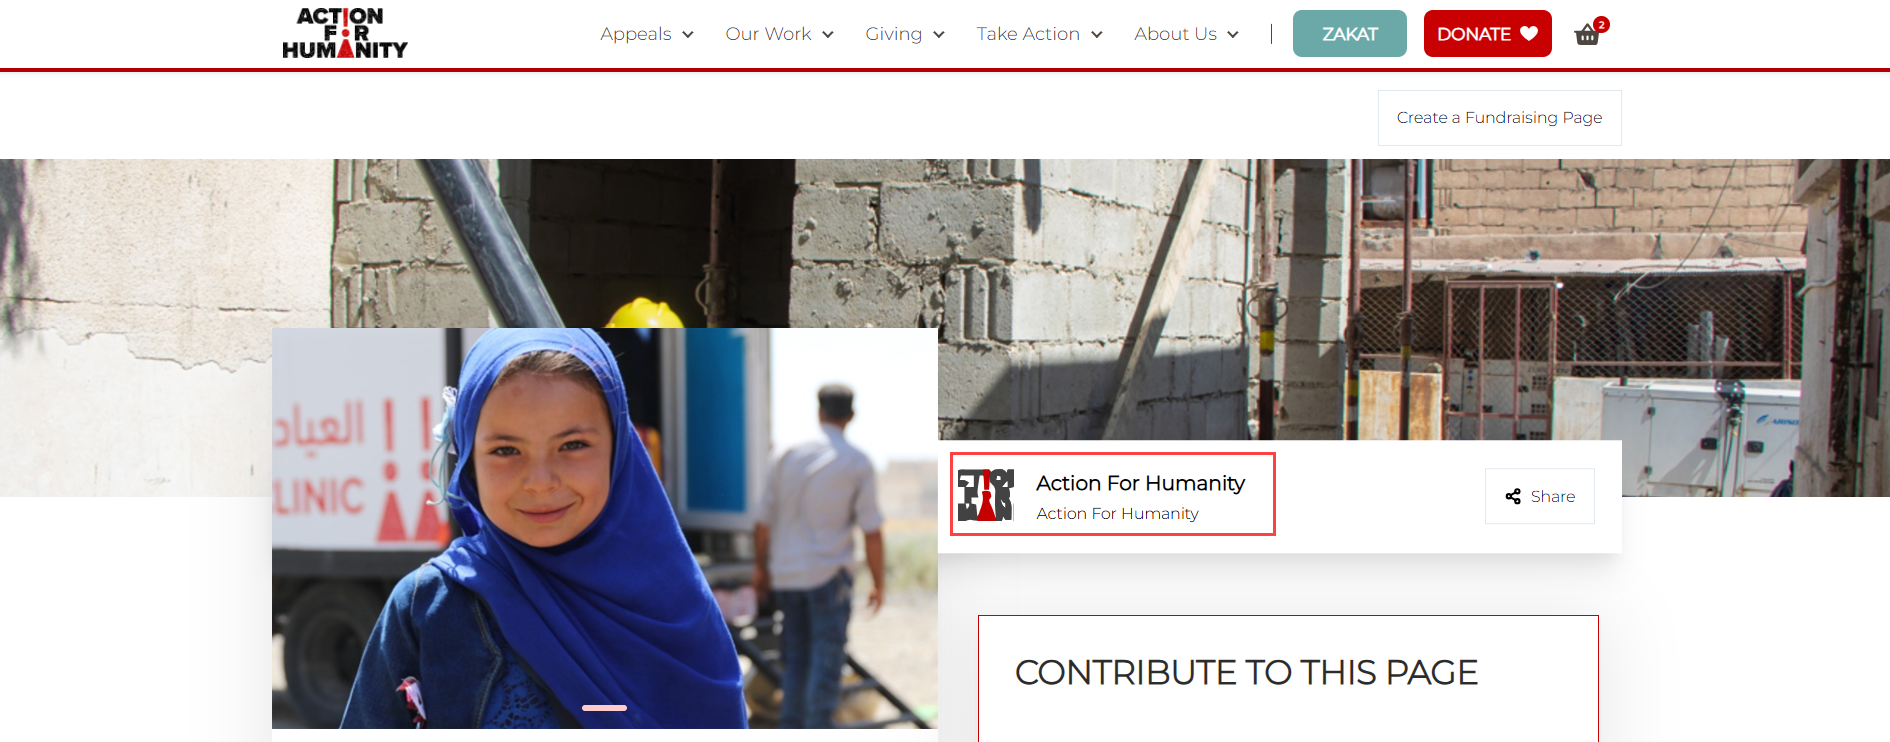 ACTION
FOR
HUMANITY
Appeals
Our Work
Giving
Take Action
About Us
ZAKAT
DONATE
2
Create a Fundraising Page
العيا
CLINIC
Action For Humanity
Action For Humanity
Share
CONTRIBUTE TO THIS PAGE